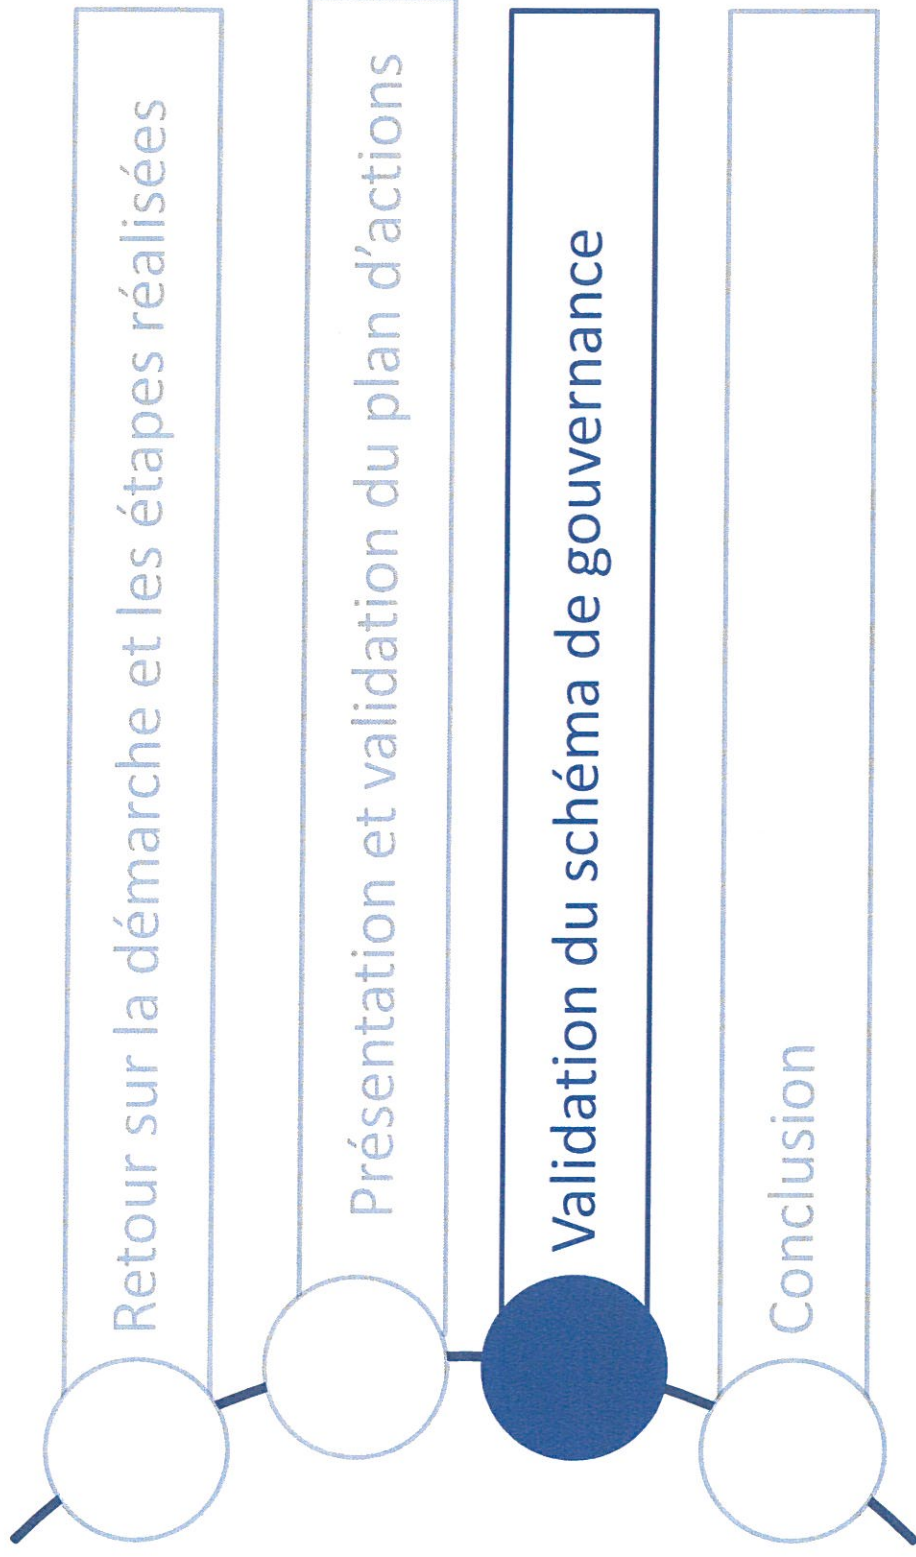 Retour sur la démarche et les étapes réalisées
Présentation et validation du plan d'actions
Validation du schéma de gouvernance
Conclusion